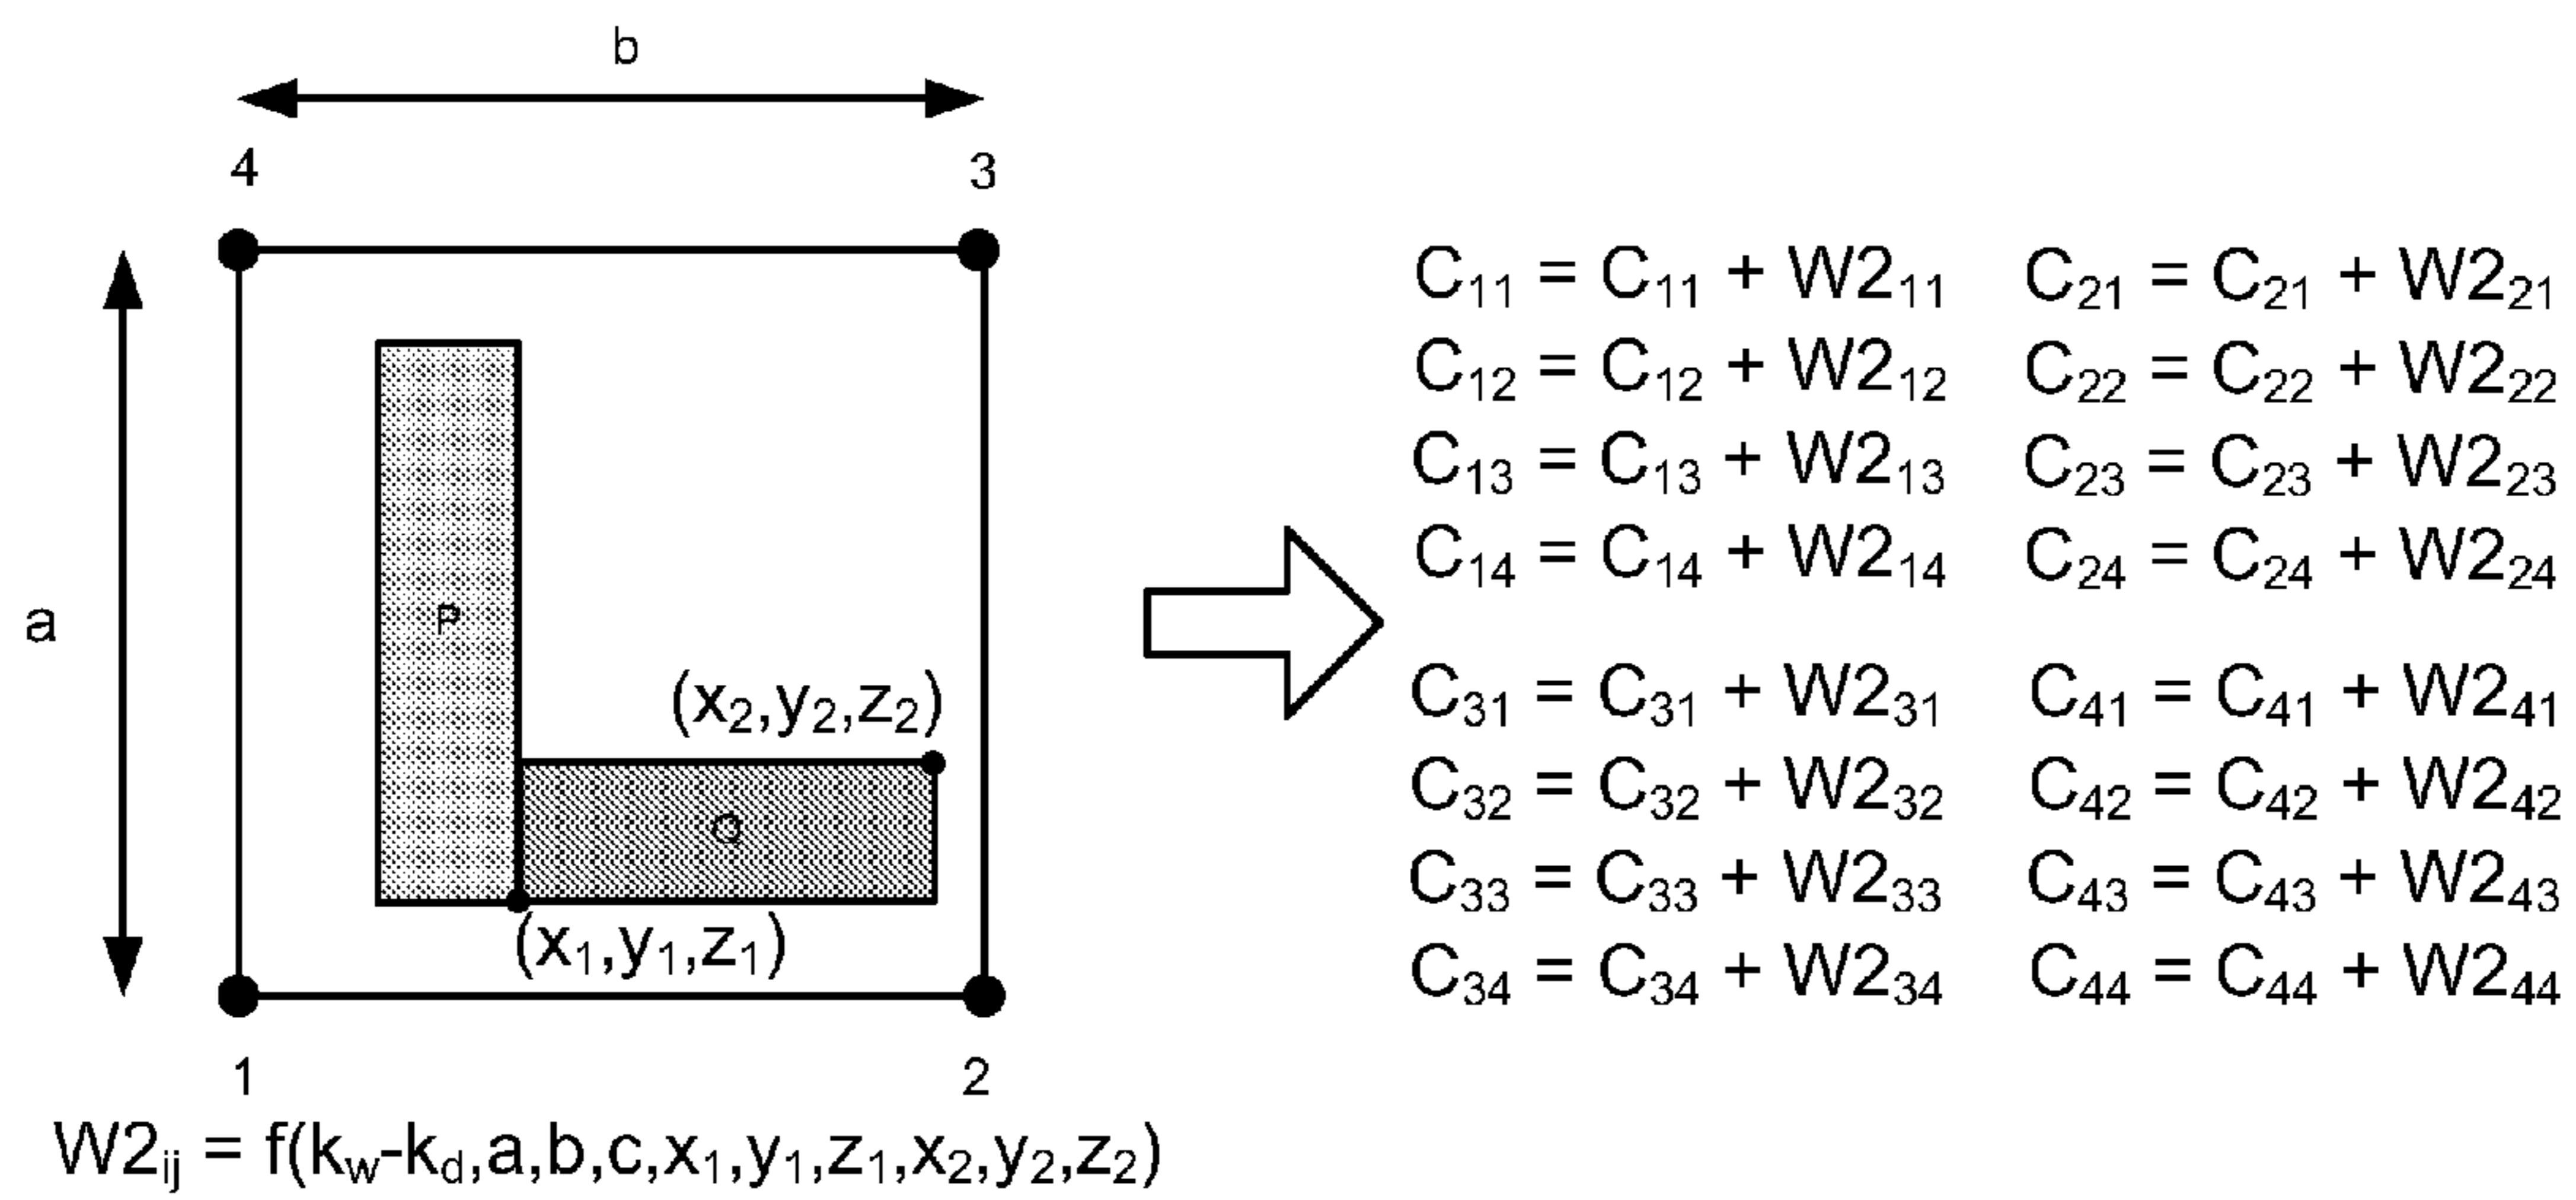 b
4 3
a
P
(x₂,y₂,z₂)
Q
(x₁,y₁,z₁)
1 2
W2ᵢⱼ = f(k_w-k_d,a,b,c,x₁,y₁,z₁,x₂,y₂,z₂)
C₁₁ = C₁₁ + W2₁₁ C₂₁ = C₂₁ + W2₂₁
C₁₂ = C₁₂ + W2₁₂ C₂₂ = C₂₂ + W2₂₂
C₁₃ = C₁₃ + W2₁₃ C₂₃ = C₂₃ + W2₂₃
C₁₄ = C₁₄ + W2₁₄ C₂₄ = C₂₄ + W2₂₄
C₃₁ = C₃₁ + W2₃₁ C₄₁ = C₄₁ + W2₄₁
C₃₂ = C₃₂ + W2₃₂ C₄₂ = C₄₂ + W2₄₂
C₃₃ = C₃₃ + W2₃₃ C₄₃ = C₄₃ + W2₄₃
C₃₄ = C₃₄ + W2₃₄ C₄₄ = C₄₄ + W2₄₄